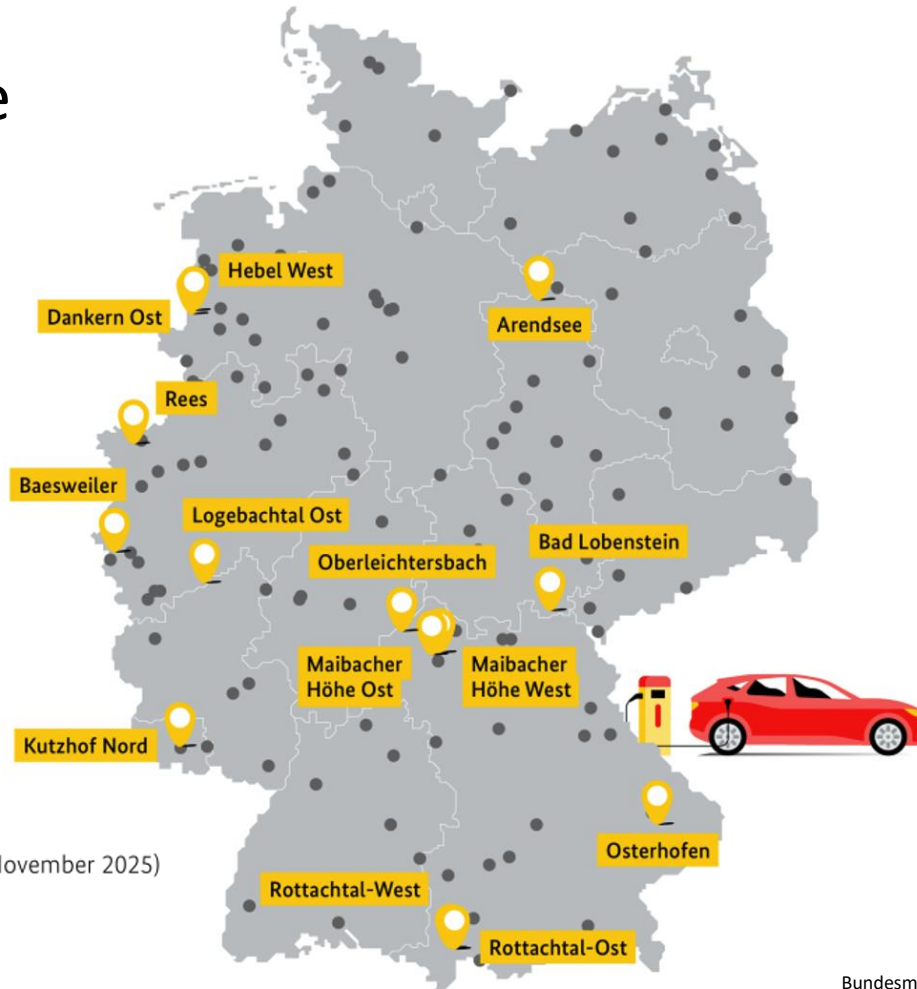 e
Hebel West
Dankern Ost
Arendsee
Rees
Baesweiler
Logebachtal Ost
Oberleichtersbach
Bad Lobenstein
Maibacher
Höhe Ost
Maibacher
Höhe West
Kutzhof Nord
Osterhofen
November 2025)
Rottachtal-West
Rottachtal-Ost
Bundesm